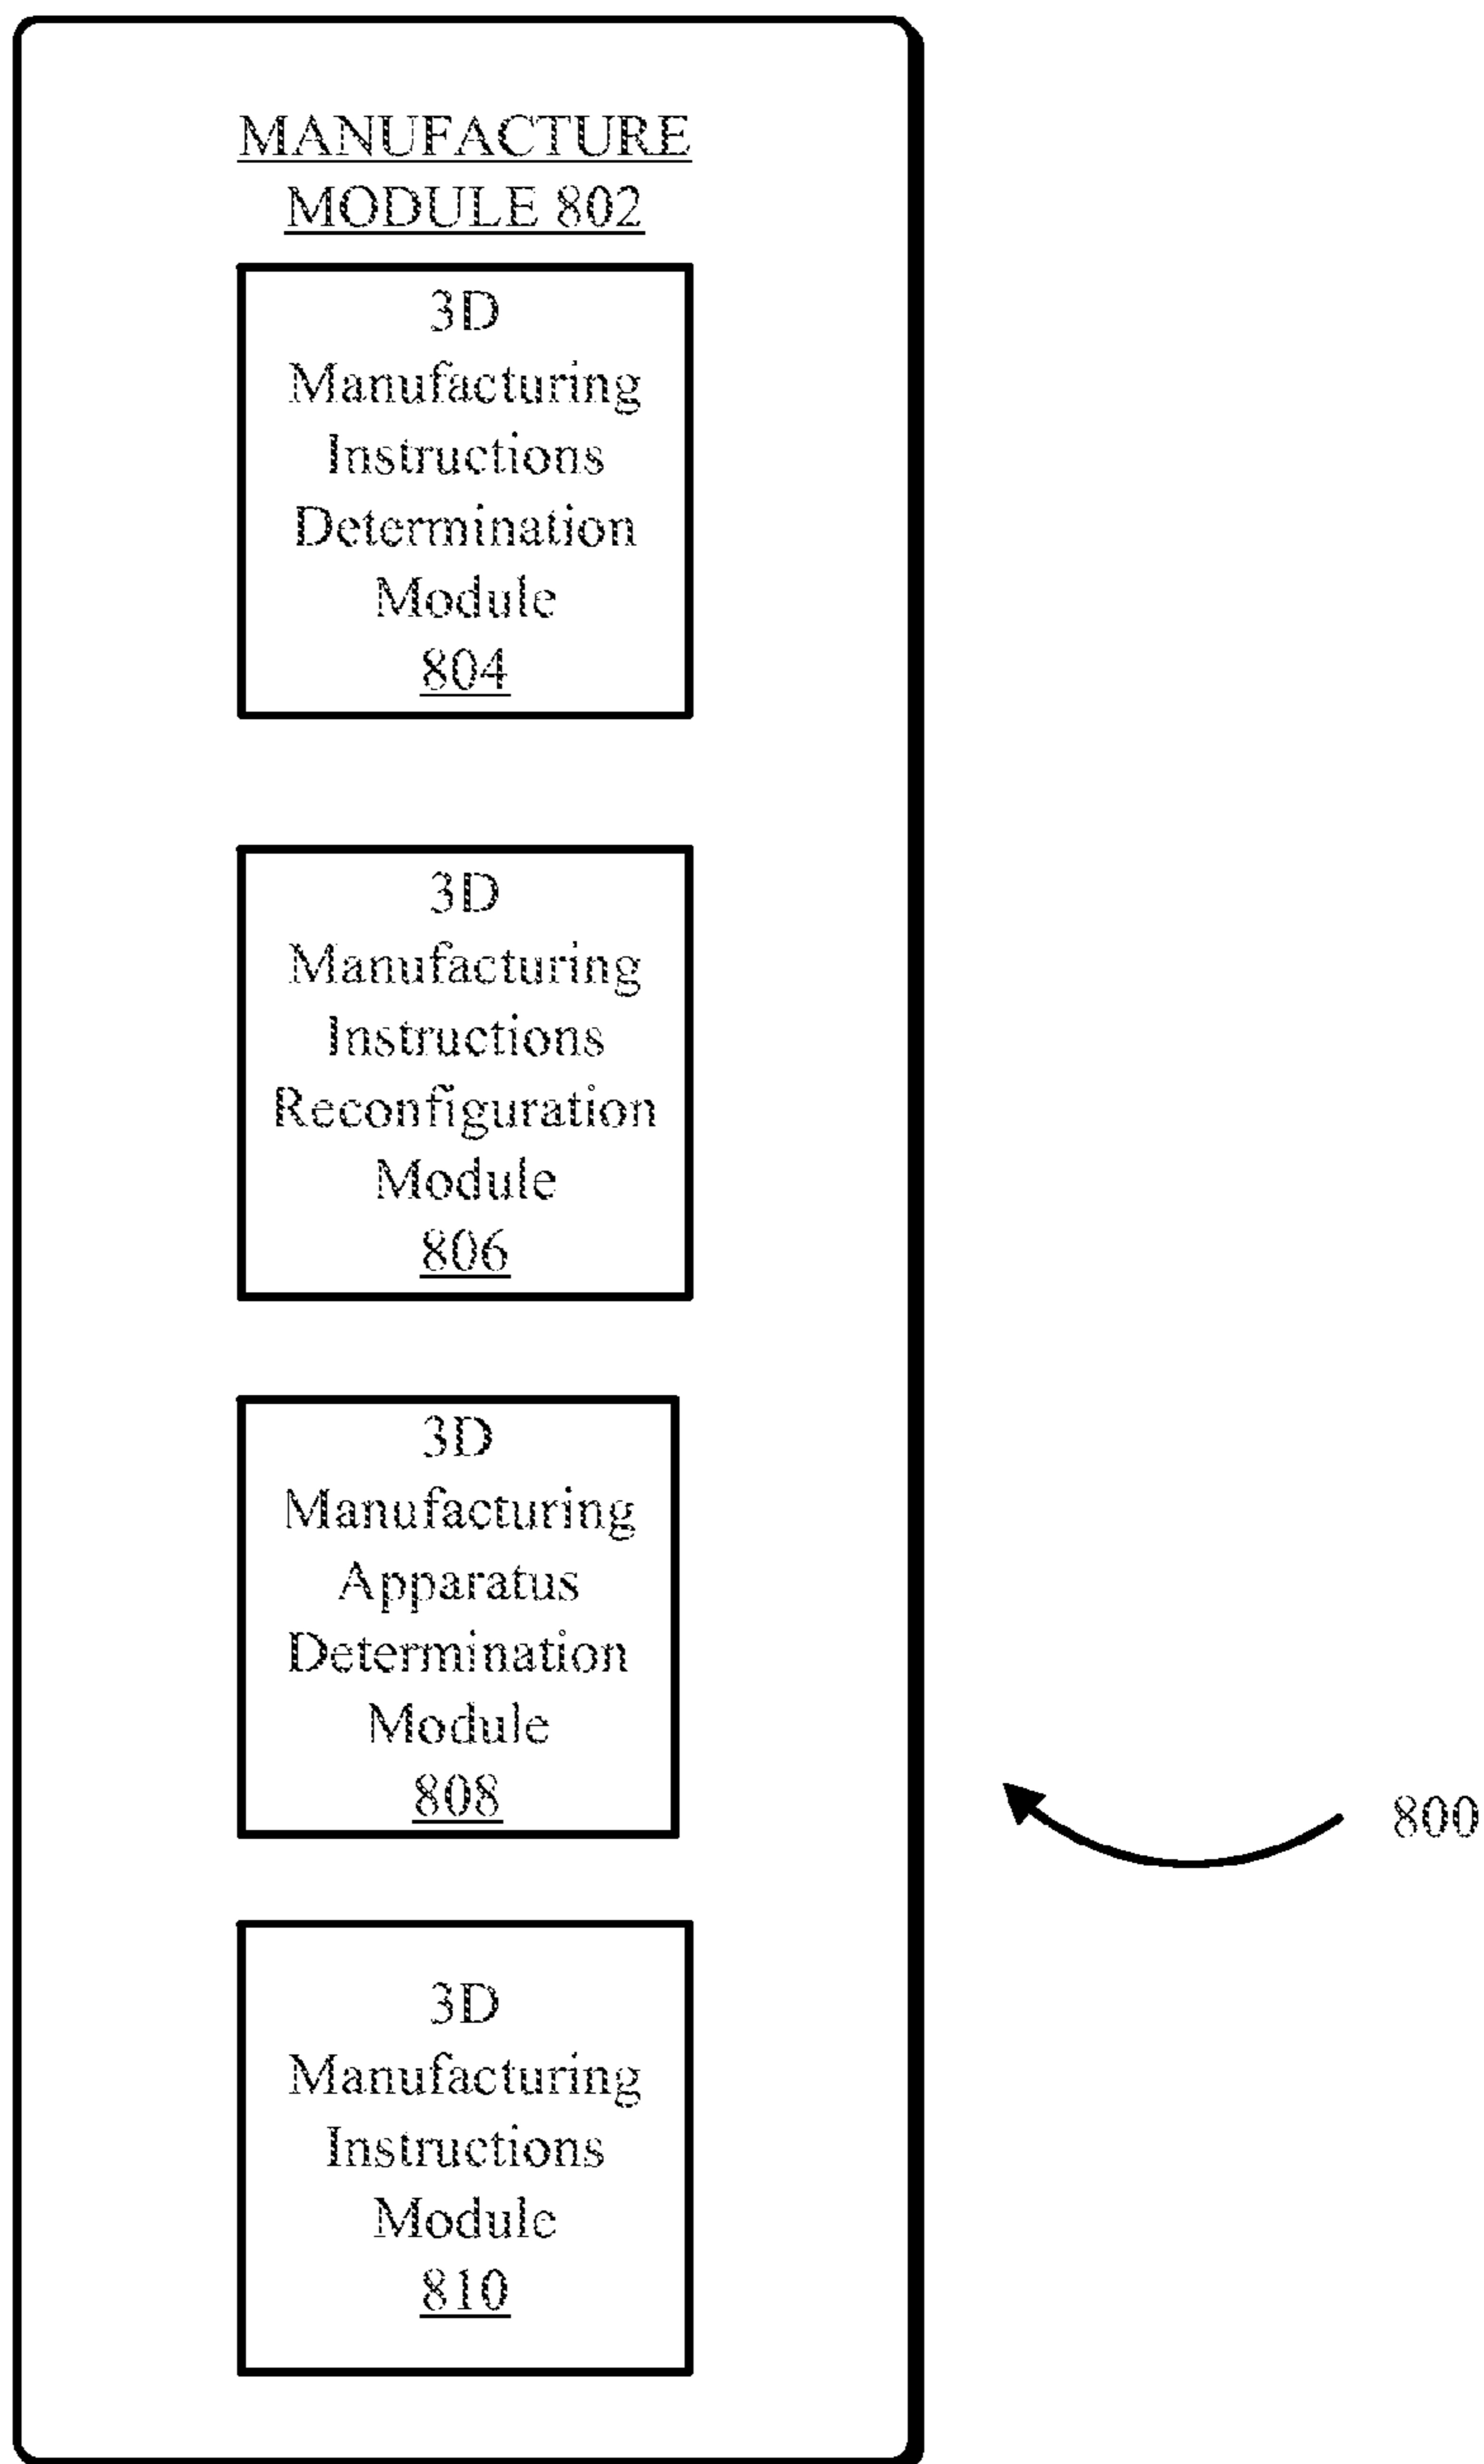 MANUFACTURE
MODULE 802
3D
Manufacturing
Instructions
Determination
Module
804
3D
Manufacturing
Instructions
Reconfiguration
Module
806
3D
Manufacturing
Apparatus
Determination
Module
808
800
3D
Manufacturing
Instructions
Module
810